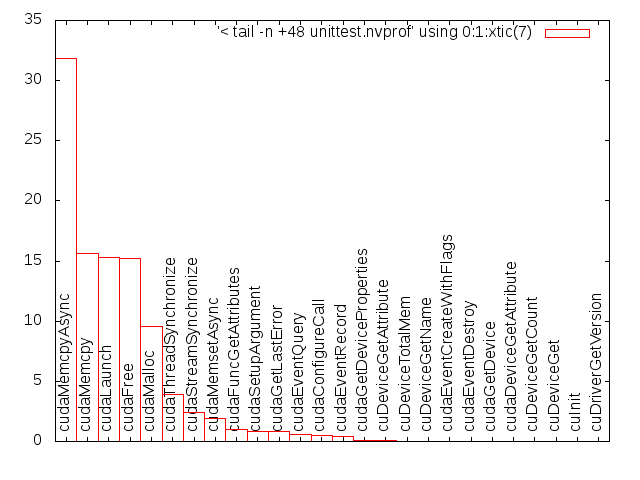 '< tail -n +48 unittest.nvprof' using 0:1:xtic(7)
35
30
25
20
15
10
5
0
cudaMemcpyAsync
cudaMemcpy
cudaLaunch
cudaFree
cudaMalloc
cudaThreadSynchronize
cudaStreamSynchronize
cudaMemsetAsync
cudaFuncGetAttributes
cudaSetupArgument
cudaGetLastError
cudaEventQuery
cudaConfigureCall
cudaEventRecord
cudaGetDeviceProperties
cuDeviceGetAttribute
cuDeviceTotalMem
cuDeviceGetName
cudaEventCreateWithFlags
cudaEventDestroy
cudaGetDevice
cudaDeviceGetAttribute
cuDeviceGetCount
cuDeviceGet
cuInit
cuDriverGetVersion